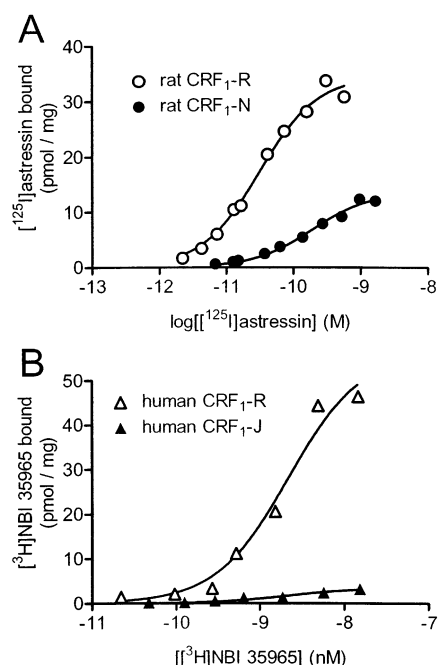 A
[¹²⁵I]astressin bound
(pmol / mg)
40
30
20
10
0
rat CRF₁-R
rat CRF₁-N
-13
-12
-11
-10
-9
-8
log[[¹²⁵I]astressin] (M)
B
[³H]NBI 35965 bound
(pmol / mg)
50
40
30
20
10
0
human CRF₁-R
human CRF₁-J
-11
-10
-9
-8
-7
[[³H]NBI 35965] (nM)